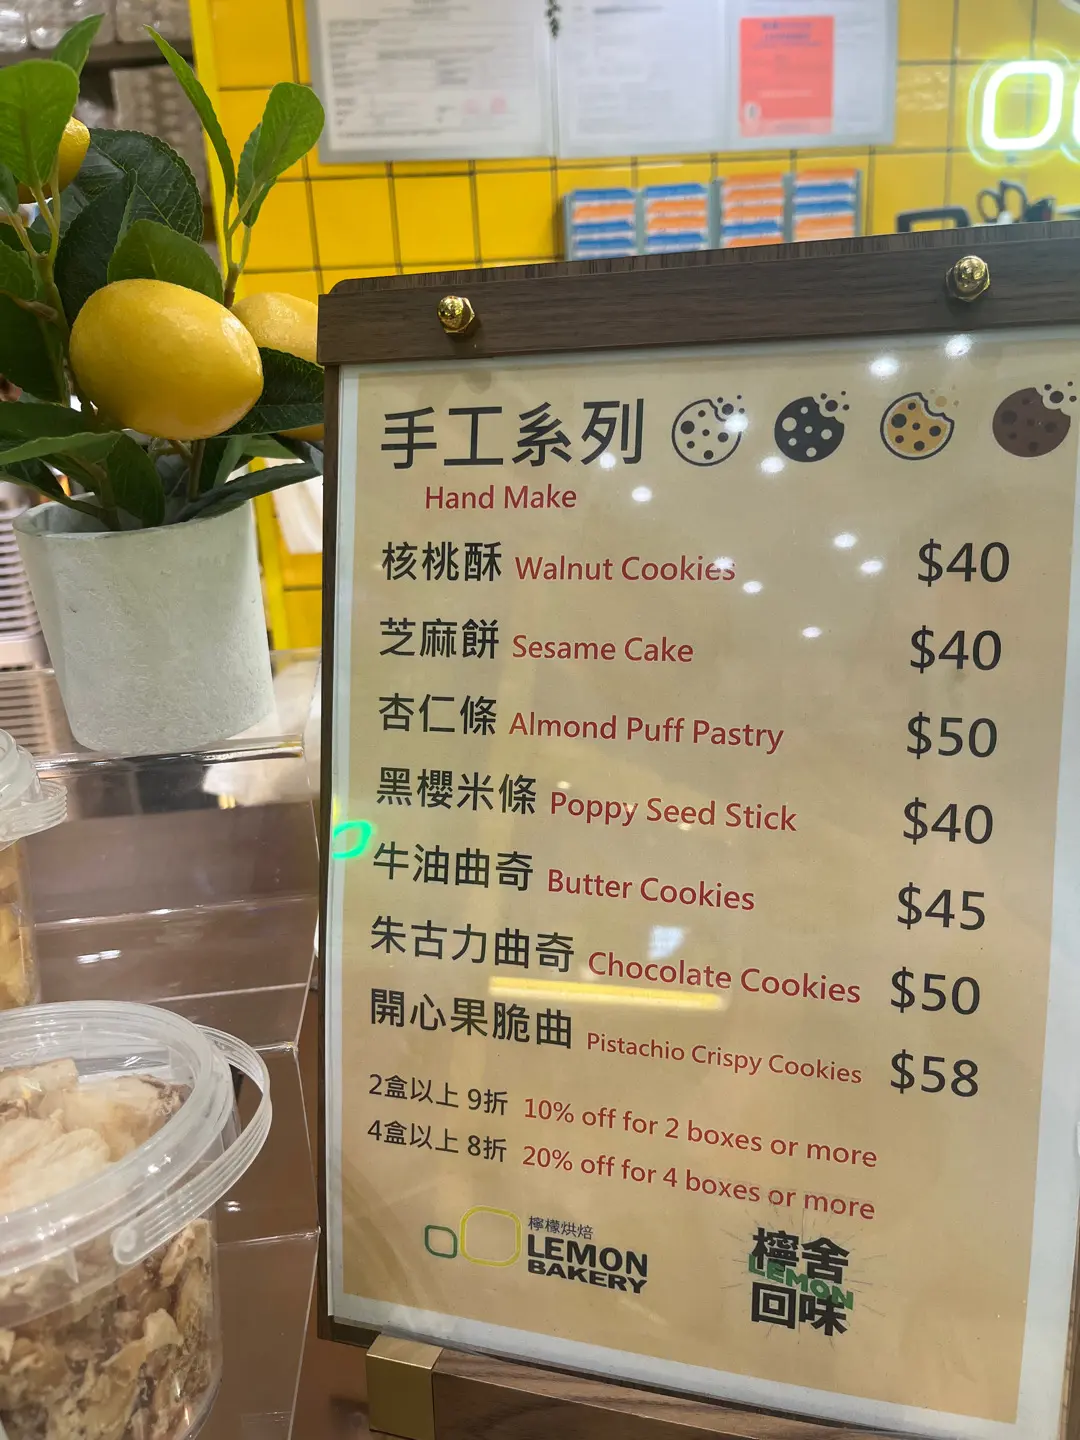 手工系列
Hand Make
核桃酥 Walnut Cookies $40
芝麻餅 Sesame Cake $40
杏仁條 Almond Puff Pastry $50
黑櫻米條 Poppy Seed Stick $40
牛油曲奇 Butter Cookies $45
朱古力曲奇 Chocolate Cookies $50
開心果脆曲 Pistachio Crispy Cookies $58
2盒以上 9折 10% off for 2 boxes or more
4盒以上 8折 20% off for 4 boxes or more
檸檬烘焙
LEMON
BAKERY
檸舍
LEMON
回味